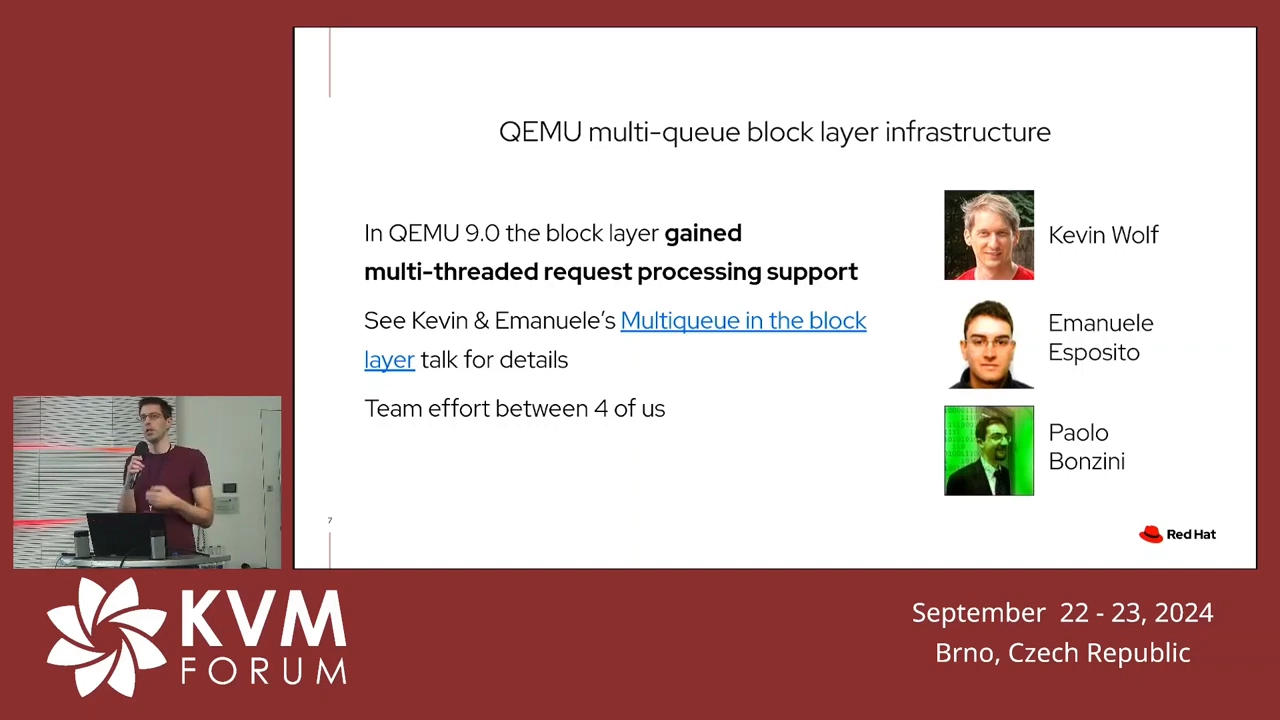 QEMU multi-queue block layer infrastructure
In QEMU 9.0 the block layer gained
multi-threaded request processing support
See Kevin & Emanuele's Multiqueue in the block
layer talk for details
Team effort between 4 of us
Kevin Wolf
Emanuele
Esposito
Paolo
Bonzini
7
Red Hat
KVM
FORUM
September 22 - 23, 2024
Brno, Czech Republic